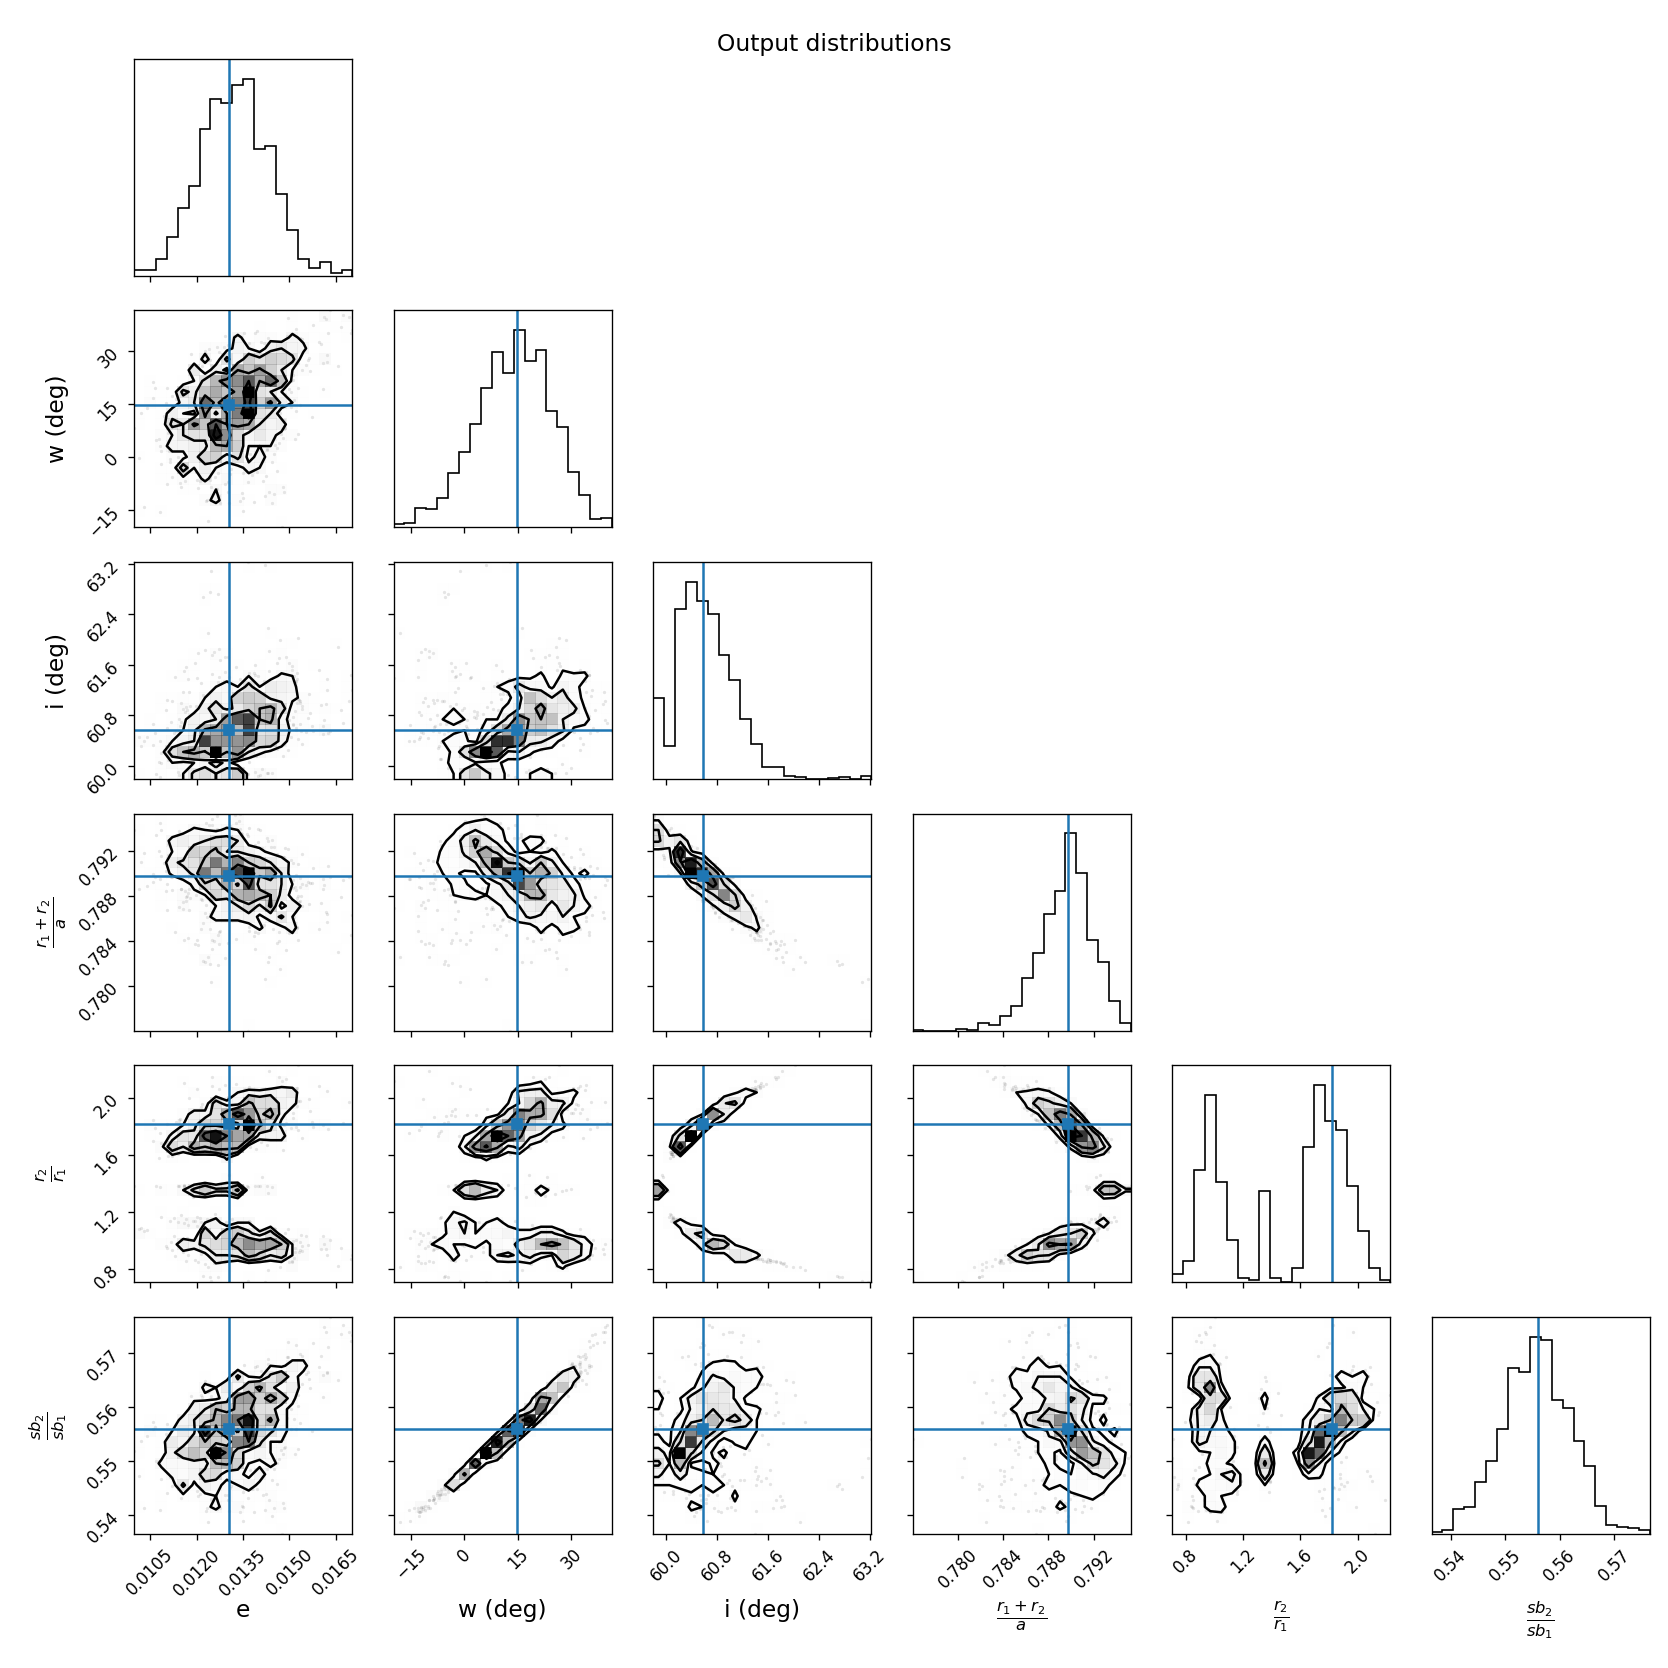 Output distributions
w (deg)
30
15
0
−15
i (deg)
63.2
62.4
61.6
60.8
60.0
r₁ + r₂
a
0.792
0.788
0.784
0.780
r₂
r₁
2.0
1.6
1.2
0.8
sb₂
sb₁
0.57
0.56
0.55
0.54
0.0105 0.0120 0.0135 0.0150 0.0165 −15 0 15 30 60.0 60.8 61.6 62.4 63.2 0.780 0.784 0.788 0.792 0.8 1.2 1.6 2.0 0.54 0.55 0.56 0.57
e
w (deg)
i (deg)
r₁ + r₂
a
r₂
r₁
sb₂
sb₁